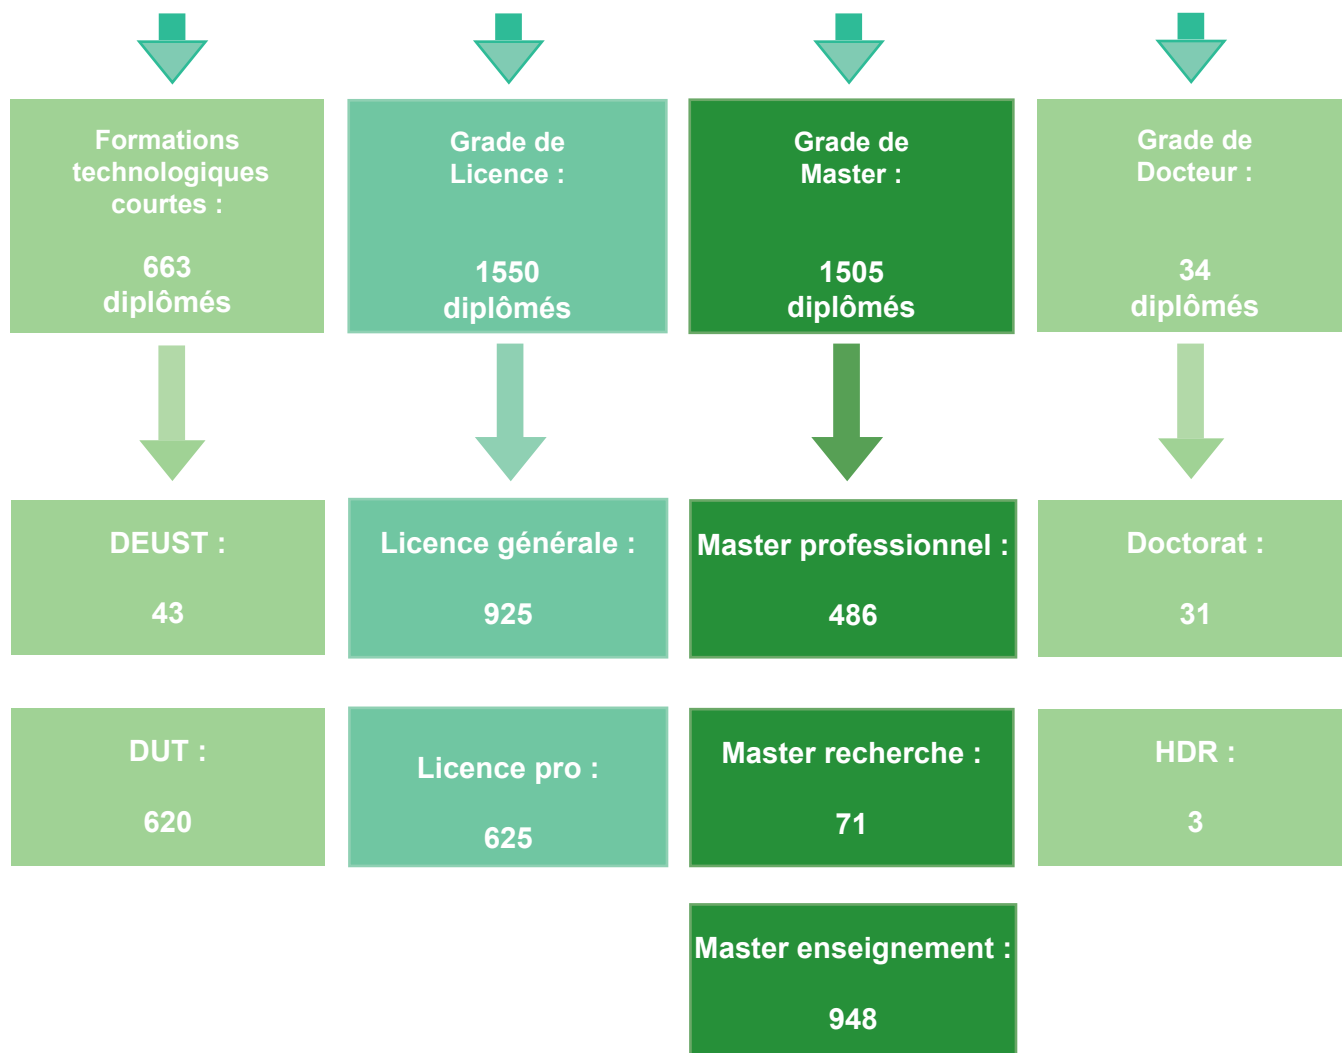 Formations
technologiques
courtes :
663
diplômés
Grade de
Licence :
1550
diplômés
Grade de
Master :
1505
diplômés
Grade de
Docteur :
34
diplômés
DEUST :
43
Licence générale :
925
Master professionnel :
486
Doctorat :
31
DUT :
620
Licence pro :
625
Master recherche :
71
HDR :
3
Master enseignement :
948